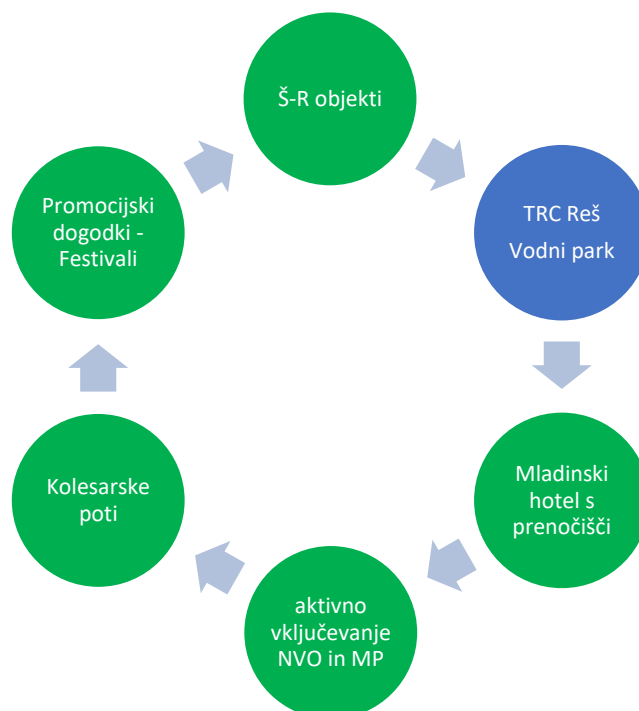 Š-R objekti
TRC Reš
Vodni park
Mladinski
hotel s
prenočišči
aktivno
vključevanje
NVO in MP
Kolesarske
poti
Promocijski
dogodki -
Festivali